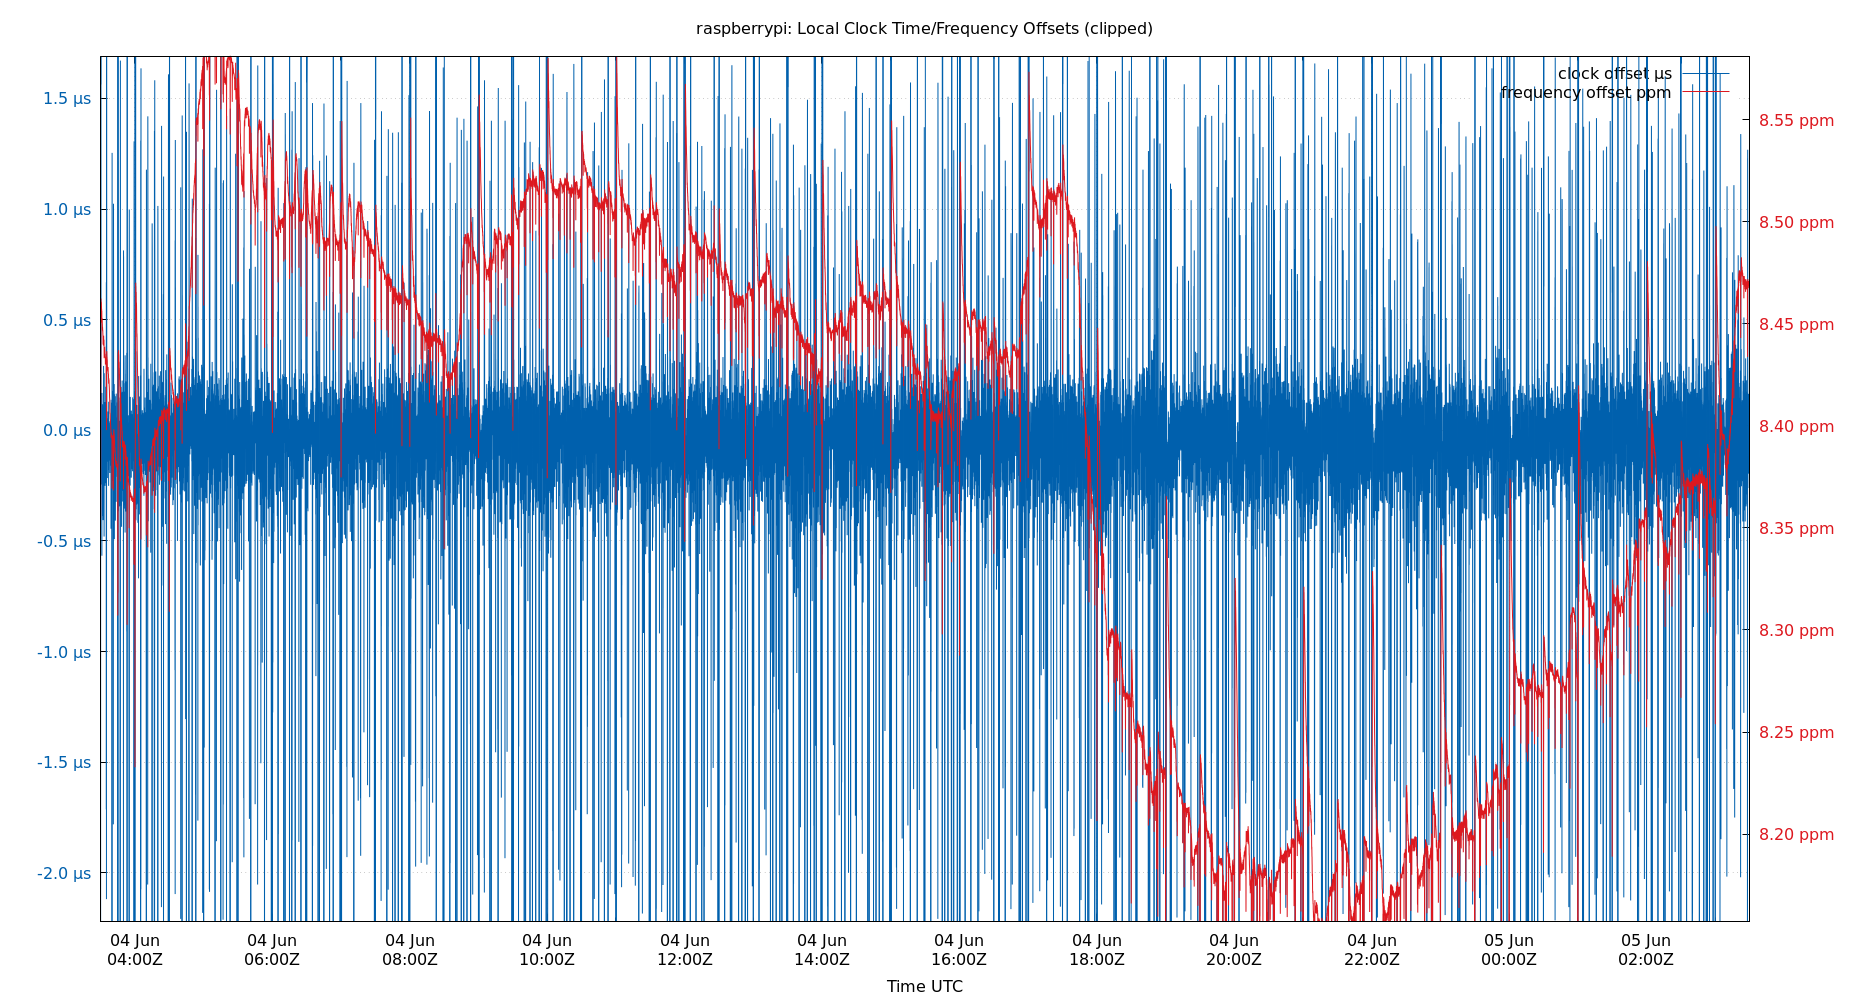 raspberrypi: Local Clock Time/Frequency Offsets (clipped)
clock offset µs
frequency offset ppm
1.5 µs
1.0 µs
0.5 µs
0.0 µs
-0.5 µs
-1.0 µs
-1.5 µs
-2.0 µs
8.55 ppm
8.50 ppm
8.45 ppm
8.40 ppm
8.35 ppm
8.30 ppm
8.25 ppm
8.20 ppm
04 Jun
04:00Z
04 Jun
06:00Z
04 Jun
08:00Z
04 Jun
10:00Z
04 Jun
12:00Z
04 Jun
14:00Z
04 Jun
16:00Z
04 Jun
18:00Z
04 Jun
20:00Z
04 Jun
22:00Z
05 Jun
00:00Z
05 Jun
02:00Z
Time UTC